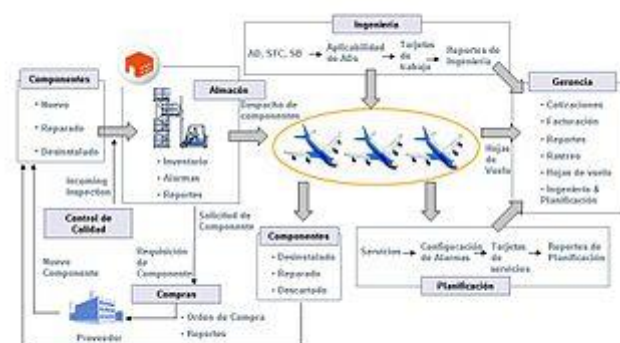 Ingeniería
AD, STC, SB
Aplicabilidad
de ADs
Tarjetas
de
trabajo
Reportes de
Ingeniería
Componentes
• Nuevo
• Reparado
• Desinstalado
Almacén
• Inventario
• Alarmas
• Reportes
Despacho de
componentes
Hojas
de
Vuelo
Gerencia
• Cotizaciones
• Facturación
• Reportes
• Rastreo
• Hojas de vuelo
• Ingeniería &
Planificación
Incoming
Inspection
Control de
Calidad
Solicitud de
Componente
Requisición
de
Componente
Nuevo
Componente
Compras
• Orden de Compra
• Reportes
Proveedor
Componentes
• Desinstalado
• Reparado
• Descartado
Servicios
Configuración
de Alarmas
Tarjetas
de
servicios
Reportes de
Planificación
Planificación